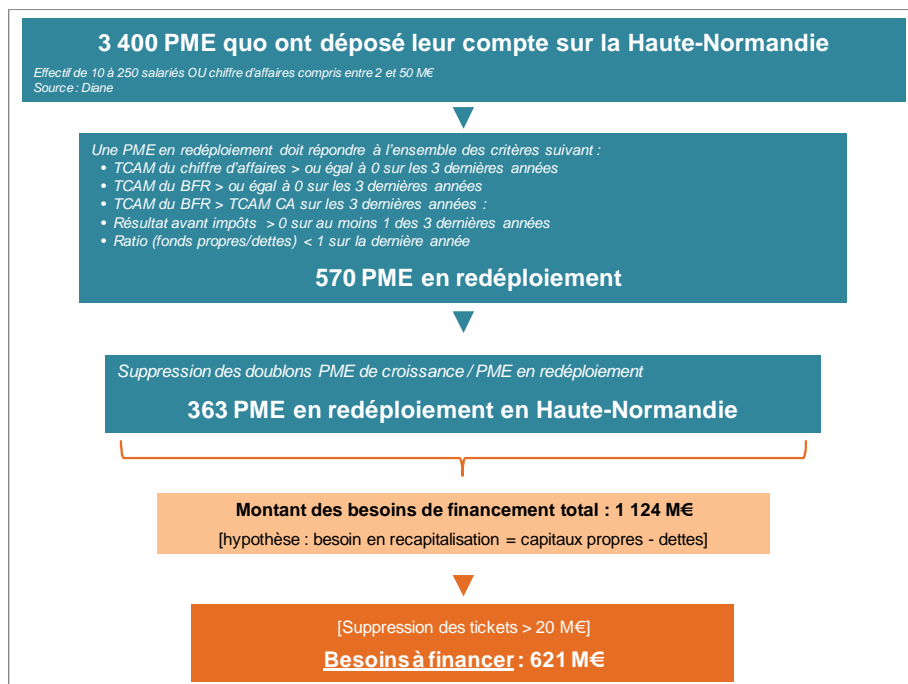 3 400 PME quo ont déposé leur compte sur la Haute-Normandie
Effectif de 10 à 250 salariés OU chiffre d'affaires compris entre 2 et 50 M€
Source : Diane
Une PME en redéploiement doit répondre à l'ensemble des critères suivant :
• TCAM du chiffre d'affaires > ou égal à 0 sur les 3 dernières années
• TCAM du BFR > ou égal à 0 sur les 3 dernières années
• TCAM du BFR > TCAM CA sur les 3 dernières années :
• Résultat avant impôts > 0 sur au moins 1 des 3 dernières années
• Ratio (fonds propres/dettes) < 1 sur la dernière année
570 PME en redéploiement
Suppression des doublons PME de croissance / PME en redéploiement
363 PME en redéploiement en Haute-Normandie
Montant des besoins de financement total : 1 124 M€
[hypothèse : besoin en recapitalisation = capitaux propres - dettes]
[Suppression des tickets > 20 M€]
Besoins à financer : 621 M€